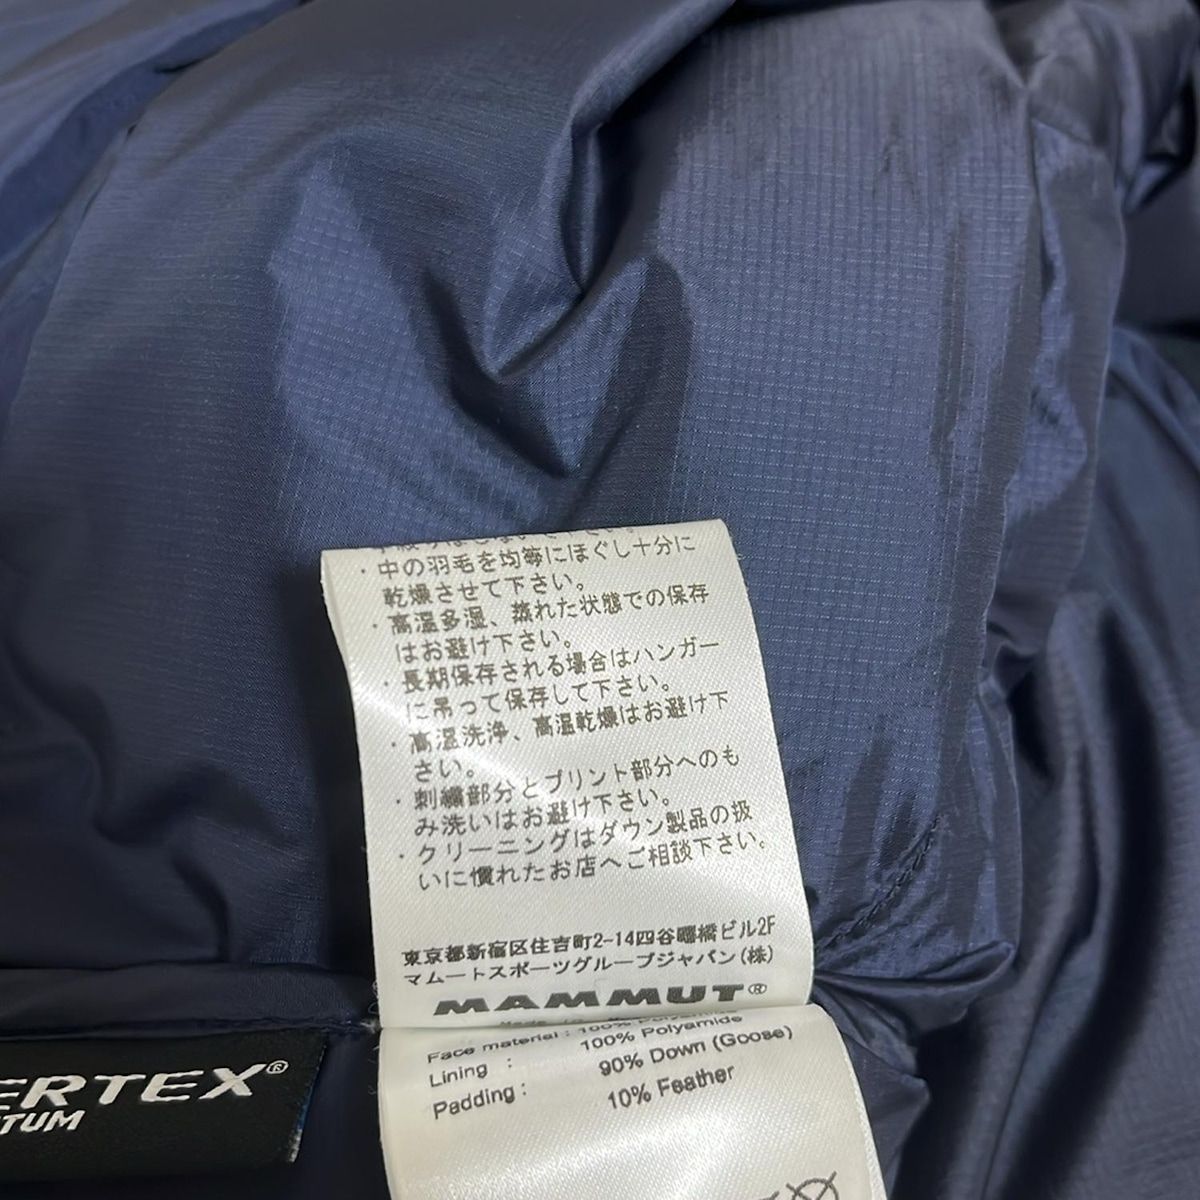 ・中の羽毛を均等にほぐし十分に
乾燥させて下さい。
・高温多湿、蒸れた状態での保存
はお避け下さい。
・長期保存される場合はハンガー
に吊って保存して下さい。
・高温洗浄、高温乾燥はお避け下
さい。
・刺繍部分とプリント部分へのも
み洗いはお避け下さい。
・クリーニングはダウン製品の扱
いに慣れたお店へご相談下さい。
東京都新宿区住吉町2-14四谷曙橋ビル2F
マムートスポーツグループジャパン(株)
MAMMUT®
Face material: 100% Polyamide
Lining : 100% Polyamide
Padding : 90% Down (Goose)
10% Feather
ERTEX®
TUM